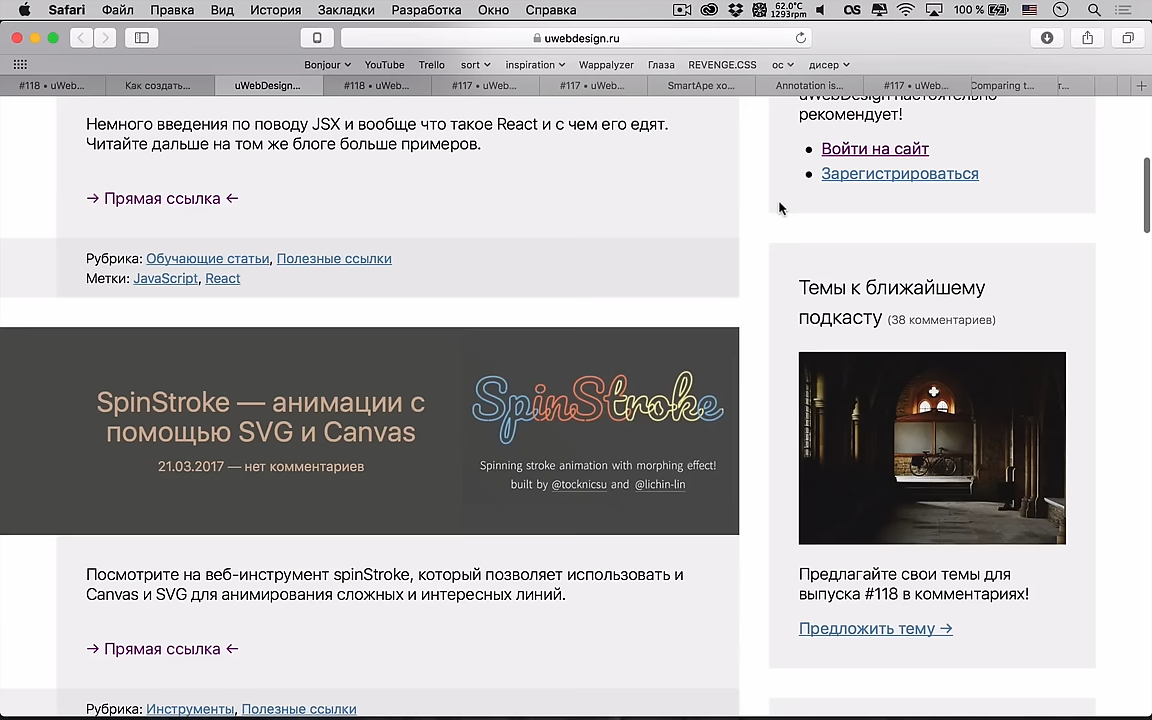 Safari Файл Правка Вид История Закладки Разработка Окно Справка 62.0°C 1293rpm 100 %
uwebdesign.ru
Bonjour YouTube Trello sort inspiration Wappalyzer Глаза REVENGE.CSS ос дисер
#118 • uWeb... Как создать... uWebDesign... #118 • uWeb... #117 • uWeb... #117 • uWeb... SmartApe хо... Annotation is... #117 • uWeb... Comparing t...
Немного введения по поводу JSX и вообще что такое React и с чем его едят.
Читайте дальше на том же блоге больше примеров.
→ Прямая ссылка ←
Рубрика: Обучающие статьи, Полезные ссылки
Метки: JavaScript, React
SpinStroke — анимации с
помощью SVG и Canvas
21.03.2017 — нет комментариев
SpinStroke
Spinning stroke animation with morphing effect!
built by @tocknicsu and @lichin-lin
Посмотрите на веб-инструмент spinStroke, который позволяет использовать и
Canvas и SVG для анимирования сложных и интересных линий.
→ Прямая ссылка ←
Рубрика: Инструменты, Полезные ссылки
uWebDesign настоятельно
рекомендует!
• Войти на сайт
• Зарегистрироваться
Темы к ближайшему
подкасту (38 комментариев)
Предлагайте свои темы для
выпуска #118 в комментариях!
Предложить тему →